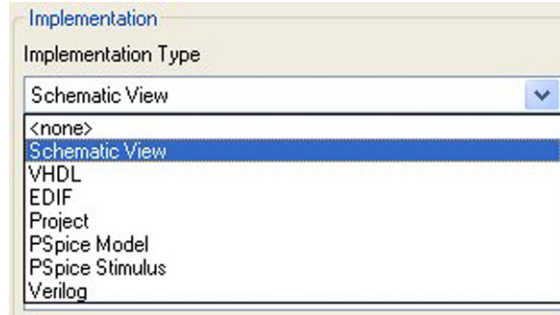 Implementation
Implementation Type
Schematic View
<none>
Schematic View
VHDL
EDIF
Project
PSpice Model
PSpice Stimulus
Verilog